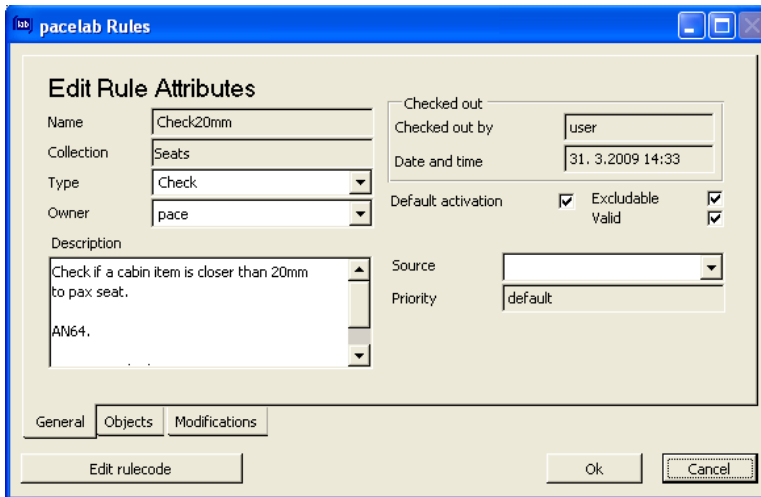 lab pacelab Rules
Edit Rule Attributes
Name Check20mm
Collection Seats
Type Check
Owner pace
Description
Check if a cabin item is closer than 20mm
to pax seat.
AN64.
Checked out
Checked out by user
Date and time 31. 3.2009 14:33
Default activation Excludable
Valid
Source
Priority default
General Objects Modifications
Edit rulecode Ok Cancel